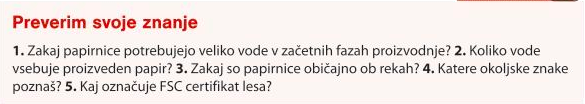 Preverim svoje znanje
1. Zakaj papirnice potrebujejo veliko vode v začetnih fazah proizvodnje? 2. Koliko vode
vsebuje proizveden papir? 3. Zakaj so papirnice običajno ob rekah? 4. Katere okoljske znake
poznaš? 5. Kaj označuje FSC certifikat lesa?